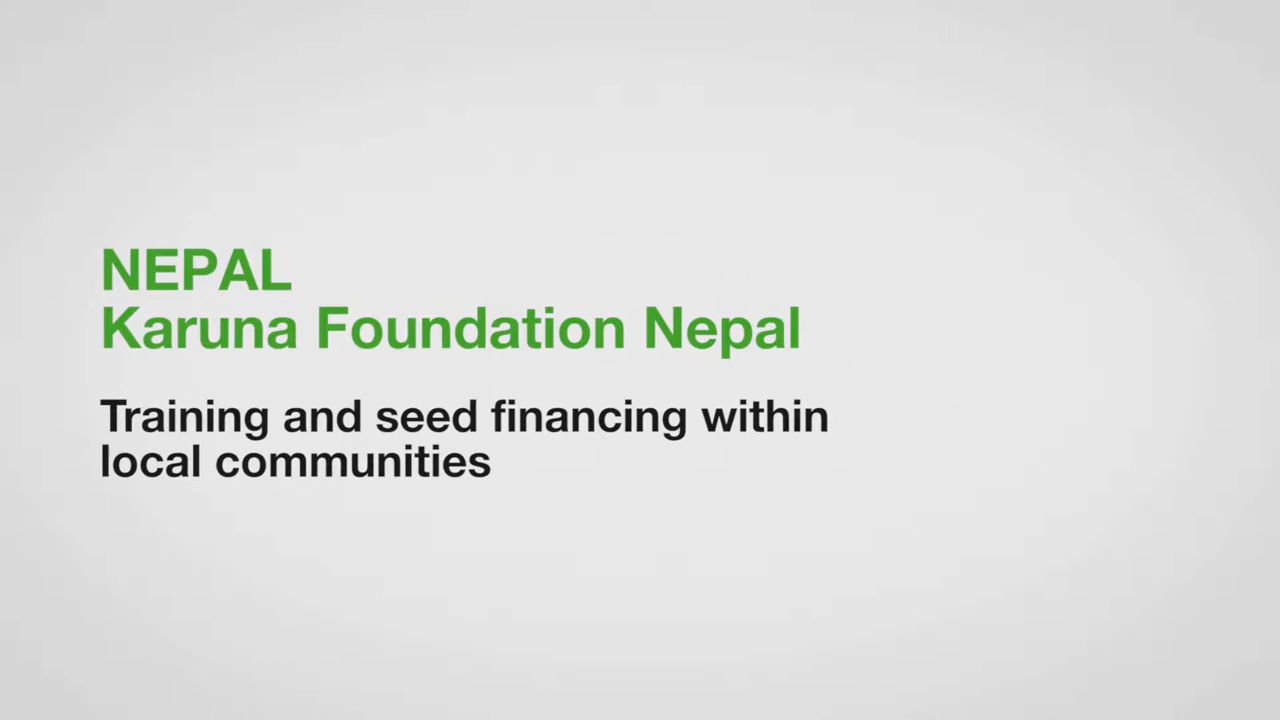 NEPAL
Karuna Foundation Nepal
Training and seed financing within
local communities